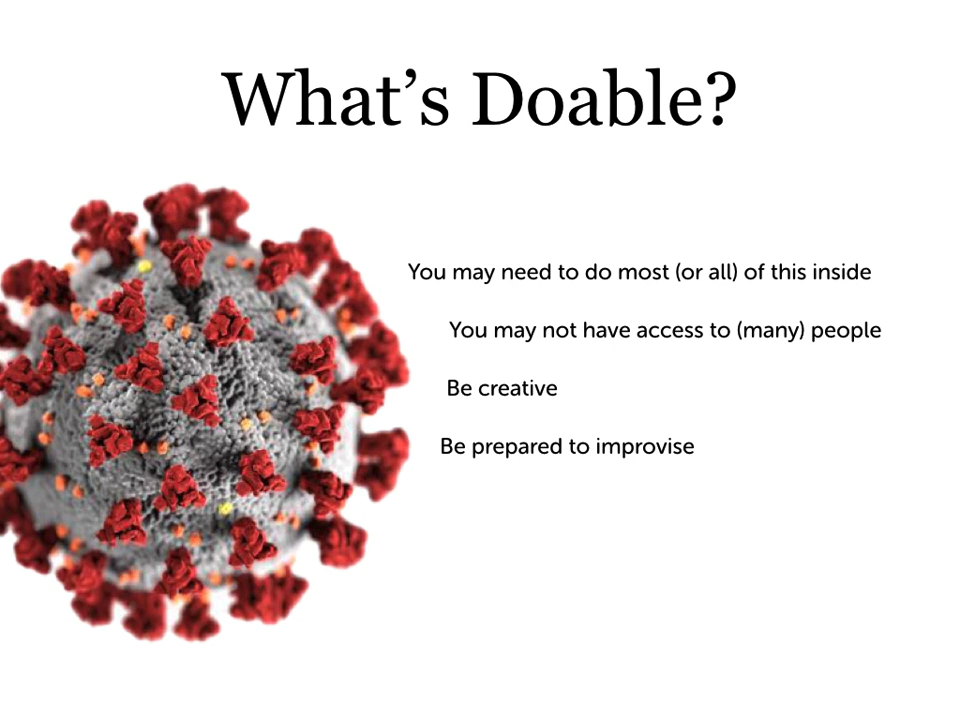 What’s Doable?
You may need to do most (or all) of this inside
You may not have access to (many) people
Be creative
Be prepared to improvise